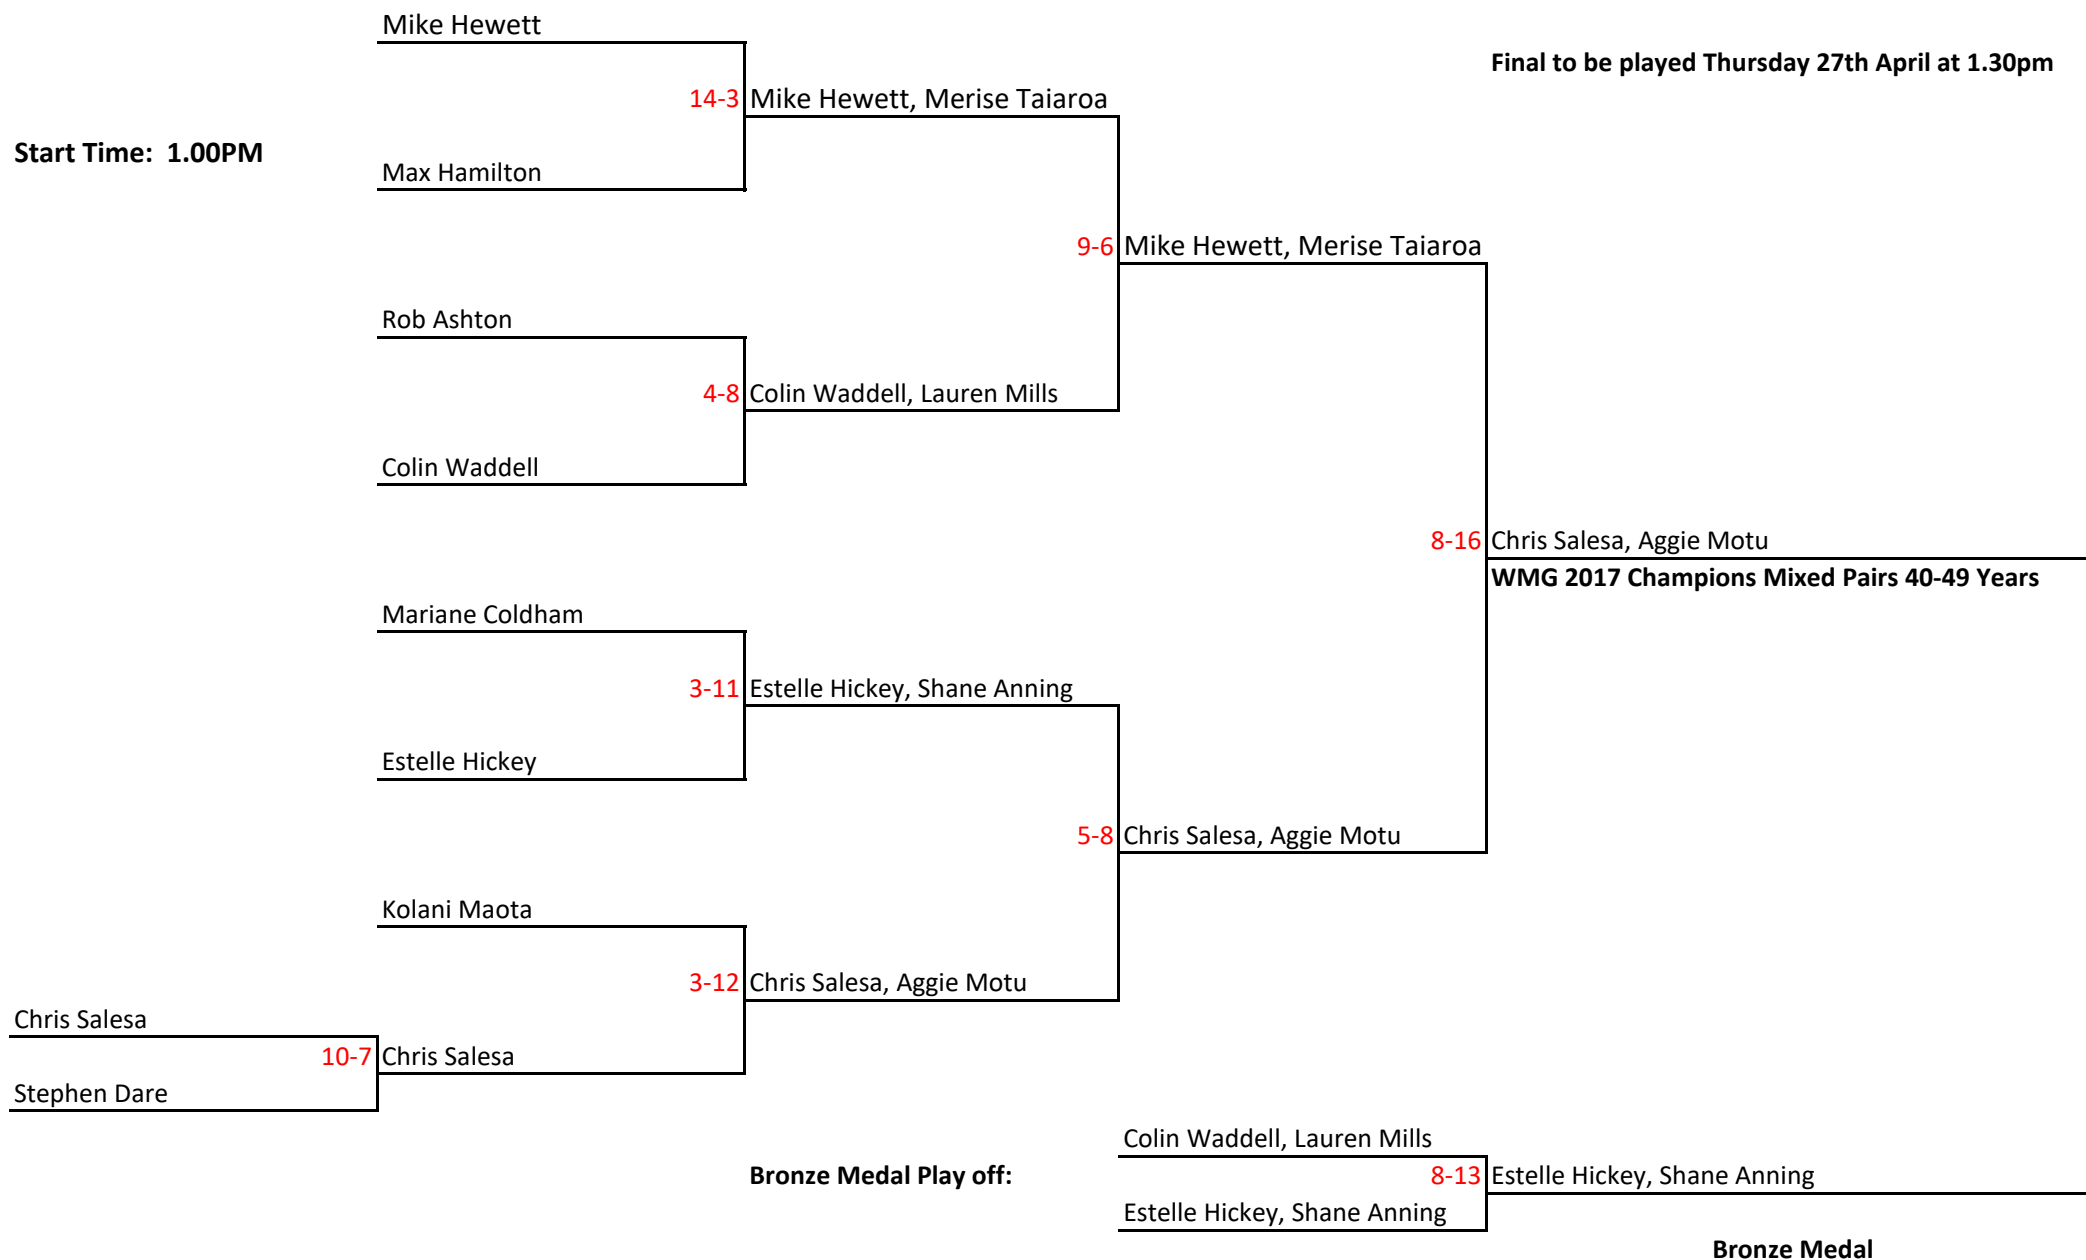 Mike Hewett
Final to be played Thursday 27th April at 1.30pm
14-3 Mike Hewett, Merise Taiaroa
Start Time: 1.00PM
Max Hamilton
9-6 Mike Hewett, Merise Taiaroa
Rob Ashton
4-8 Colin Waddell, Lauren Mills
Colin Waddell
8-16 Chris Salesa, Aggie Motu
WMG 2017 Champions Mixed Pairs 40-49 Years
Mariane Coldham
3-11 Estelle Hickey, Shane Anning
Estelle Hickey
5-8 Chris Salesa, Aggie Motu
Kolani Maota
3-12 Chris Salesa, Aggie Motu
Chris Salesa
10-7 Chris Salesa
Stephen Dare
Colin Waddell, Lauren Mills
Bronze Medal Play off:
8-13 Estelle Hickey, Shane Anning
Estelle Hickey, Shane Anning
Bronze Medal